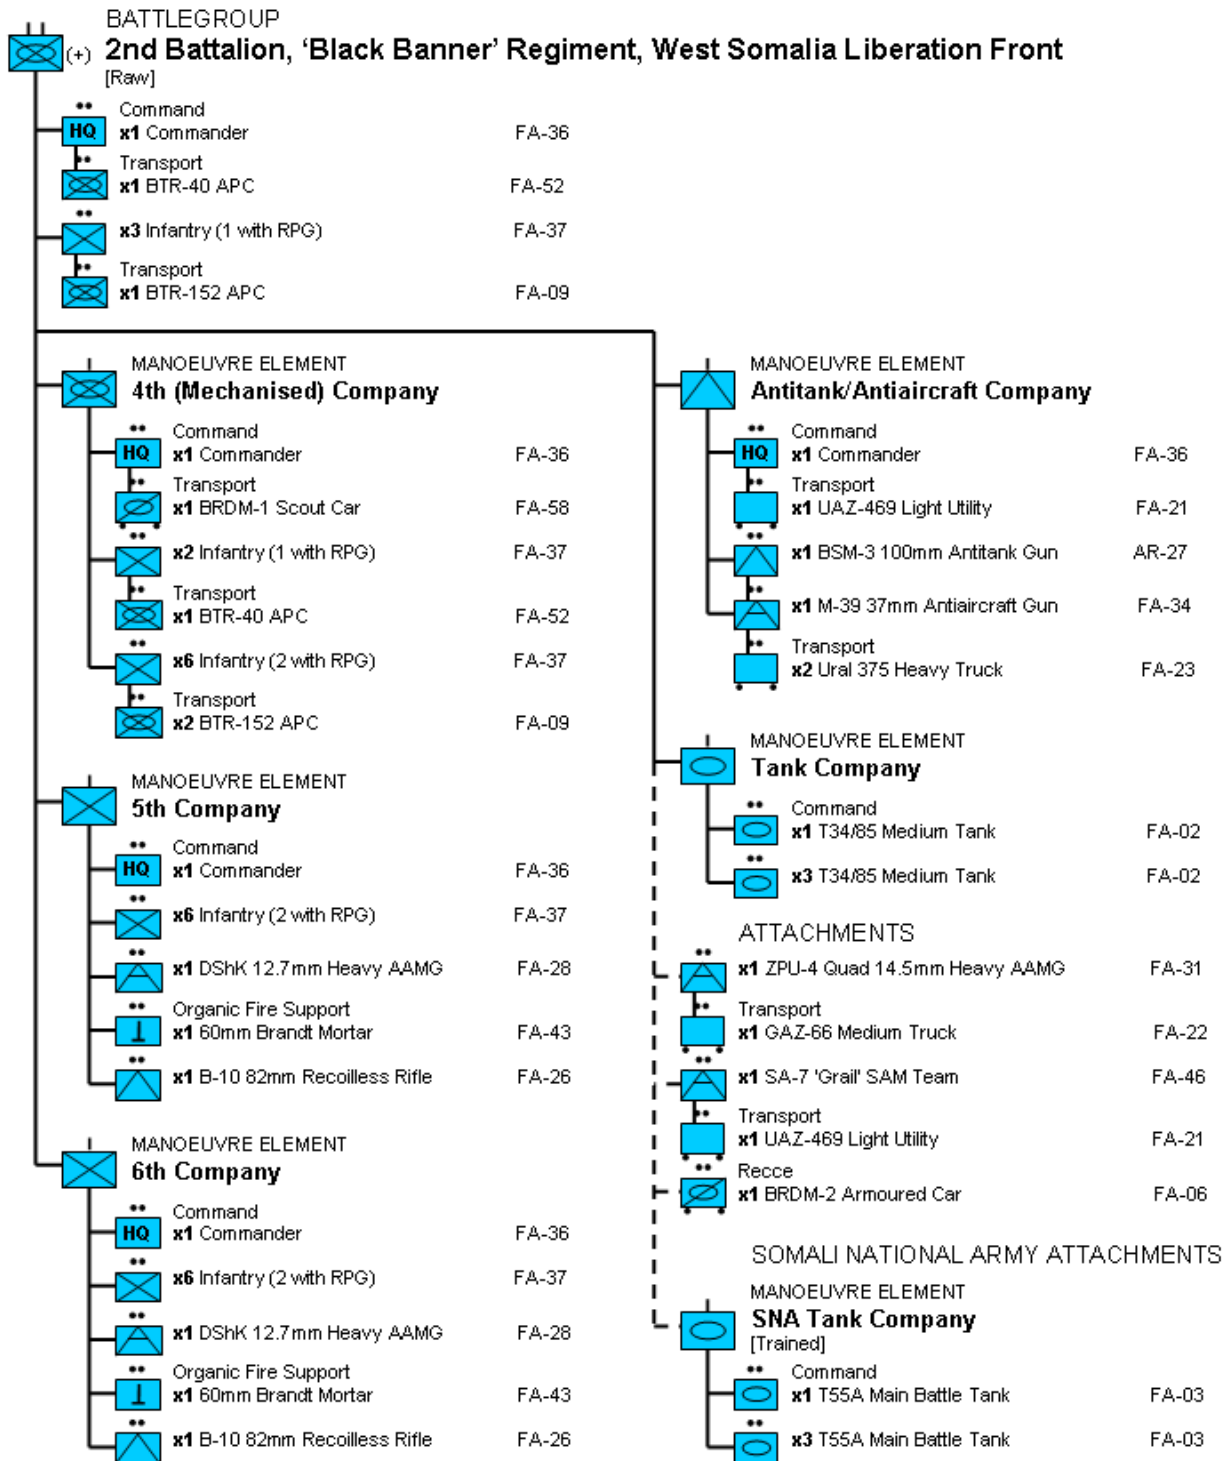 BATTLEGROUP
(+) 2nd Battalion, ‘Black Banner’ Regiment, West Somalia Liberation Front
[Raw]
Command
HQ x1 Commander FA-36
Transport
x1 BTR-40 APC FA-52
x3 Infantry (1 with RPG) FA-37
Transport
x1 BTR-152 APC FA-09
MANOEUVRE ELEMENT
4th (Mechanised) Company
Command
HQ x1 Commander FA-36
Transport
x1 BRDM-1 Scout Car FA-58
x2 Infantry (1 with RPG) FA-37
Transport
x1 BTR-40 APC FA-52
x6 Infantry (2 with RPG) FA-37
Transport
x2 BTR-152 APC FA-09
MANOEUVRE ELEMENT
5th Company
Command
HQ x1 Commander FA-36
x6 Infantry (2 with RPG) FA-37
x1 DShK 12.7mm Heavy AAMG FA-28
Organic Fire Support
x1 60mm Brandt Mortar FA-43
x1 B-10 82mm Recoilless Rifle FA-26
MANOEUVRE ELEMENT
6th Company
Command
HQ x1 Commander FA-36
x6 Infantry (2 with RPG) FA-37
x1 DShK 12.7mm Heavy AAMG FA-28
Organic Fire Support
x1 60mm Brandt Mortar FA-43
x1 B-10 82mm Recoilless Rifle FA-26
MANOEUVRE ELEMENT
Antitank/Antiaircraft Company
Command
HQ x1 Commander FA-36
Transport
x1 UAZ-469 Light Utility FA-21
x1 BSM-3 100mm Antitank Gun AR-27
x1 M-39 37mm Antiaircraft Gun FA-34
Transport
x2 Ural 375 Heavy Truck FA-23
MANOEUVRE ELEMENT
Tank Company
Command
x1 T34/85 Medium Tank FA-02
x3 T34/85 Medium Tank FA-02
ATTACHMENTS
x1 ZPU-4 Quad 14.5mm Heavy AAMG FA-31
Transport
x1 GAZ-66 Medium Truck FA-22
x1 SA-7 'Grail' SAM Team FA-46
Transport
x1 UAZ-469 Light Utility FA-21
Recce
x1 BRDM-2 Armoured Car FA-06
SOMALI NATIONAL ARMY ATTACHMENTS
MANOEUVRE ELEMENT
SNA Tank Company
[Trained]
Command
x1 T55A Main Battle Tank FA-03
x3 T55A Main Battle Tank FA-03